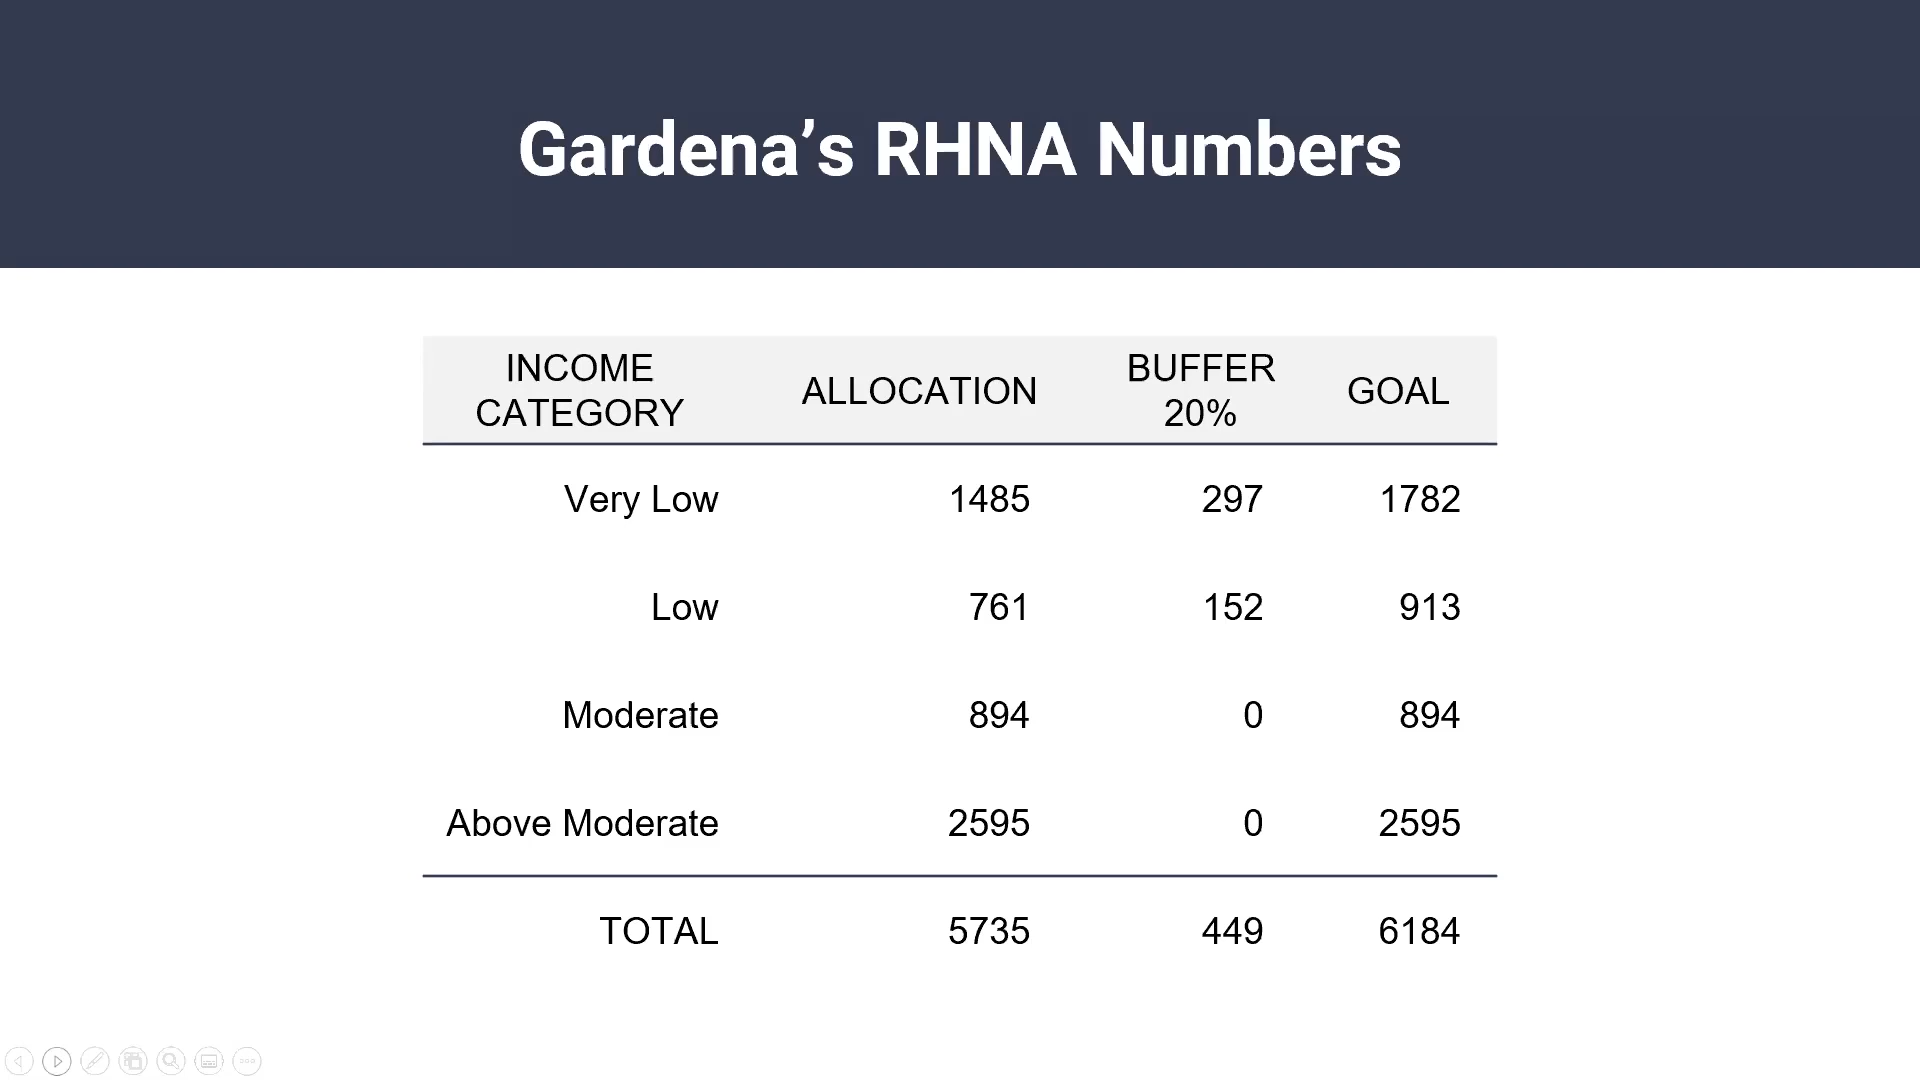 Gardena’s RHNA Numbers
INCOME CATEGORY ALLOCATION BUFFER 20% GOAL
Very Low 1485 297 1782
Low 761 152 913
Moderate 894 0 894
Above Moderate 2595 0 2595
TOTAL 5735 449 6184